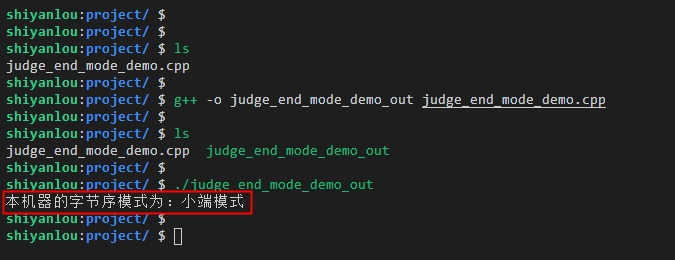 shiyanlou:project/ $
shiyanlou:project/ $
shiyanlou:project/ $ ls
judge_end_mode_demo.cpp
shiyanlou:project/ $
shiyanlou:project/ $ g++ -o judge_end_mode_demo_out judge_end_mode_demo.cpp
shiyanlou:project/ $
shiyanlou:project/ $ ls
judge_end_mode_demo.cpp judge_end_mode_demo_out
shiyanlou:project/ $
shiyanlou:project/ $ ./judge_end_mode_demo_out
本机器的字节序模式为：小端模式
shiyanlou:project/ $
shiyanlou:project/ $